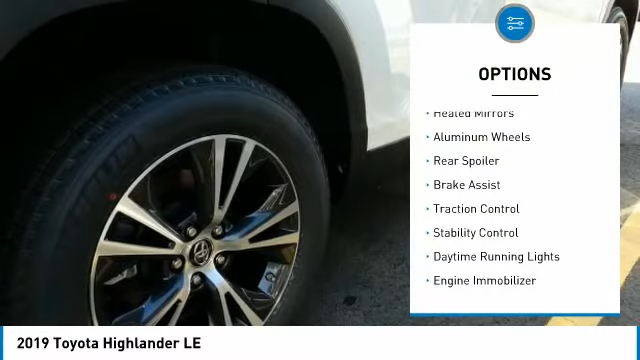 OPTIONS
Heated Mirrors
Aluminum Wheels
Rear Spoiler
Brake Assist
Traction Control
Stability Control
Daytime Running Lights
Engine Immobilizer
2019 Toyota Highlander LE